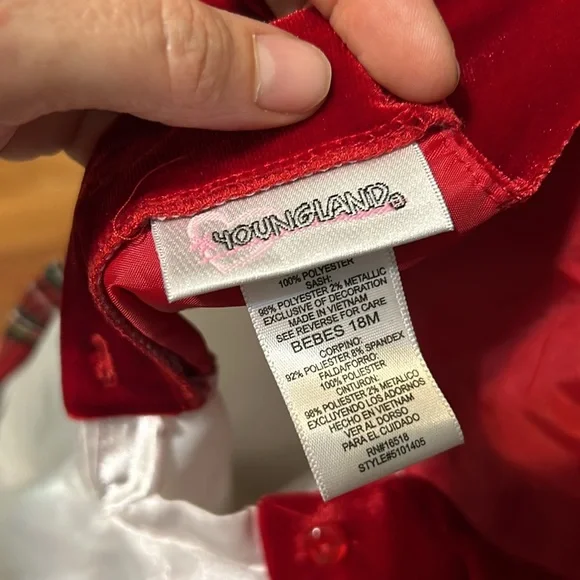 YOUNGLAND
100% POLYESTER
SASH:
98% POLYESTER 2% METALLIC
EXCLUSIVE OF DECORATION
MADE IN VIETNAM
SEE REVERSE FOR CARE
BEBES 18M
CORPINO:
92% POLIESTER 8% SPANDEX
FALDA/FORRO:
100% POLIESTER
CINTURON:
98% POLIESTER 2% METALICO
EXCLUYENDO LOS ADORNOS
HECHO EN VIETNAM
VER AL DORSO
PARA EL CUIDADO
RN#16518
STYLE#5101405